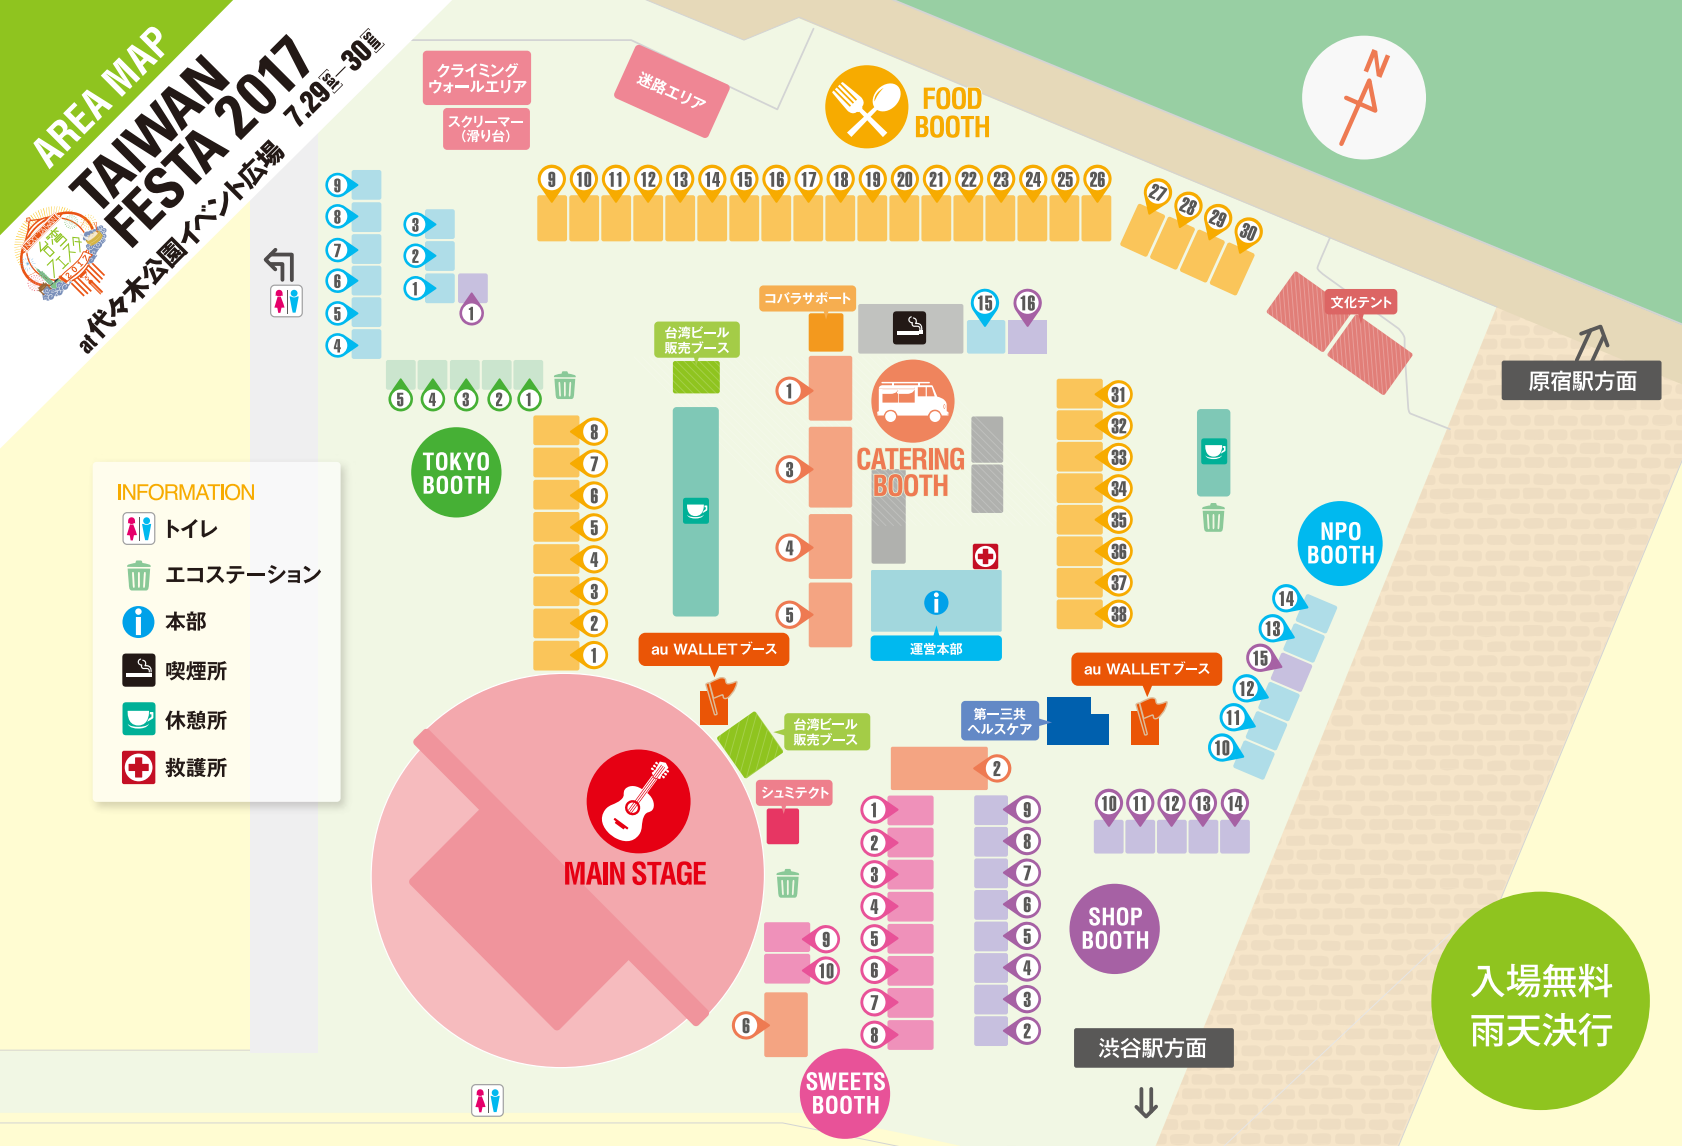 AREA MAP
TAIWAN
FESTA 2017
7.29[Sat]–30[Sun]
at代々木公園イベント広場
台湾
フェスタ
2017
クライミング
ウォールエリア
スクリーマー
(滑り台)
迷路エリア
FOOD
BOOTH
N
9 10 11 12 13 14 15 16 17 18 19 20 21 22 23 24 25 26
27 28 29 30
9
8
7
6
5
4
3
2
1
1
5 4 3 2 1
TOKYO
BOOTH
8
7
6
5
4
3
2
1
台湾ビール
販売ブース
コバラサポート
15 16
1
3
4
5
CATERING
BOOTH
運営本部
31
32
33
34
35
36
37
38
文化テント
原宿駅方面
NPO
BOOTH
14
13
15
12
11
10
INFORMATION
トイレ
エコステーション
本部
喫煙所
休憩所
救護所
au WALLETブース
au WALLETブース
台湾ビール
販売ブース
第一三共
ヘルスケア
MAIN STAGE
シュミテクト
2
1
2
3
4
5
6
7
8
9
8
7
6
5
4
3
2
9
10
6
10 11 12 13 14
SHOP
BOOTH
SWEETS
BOOTH
渋谷駅方面
入場無料
雨天決行